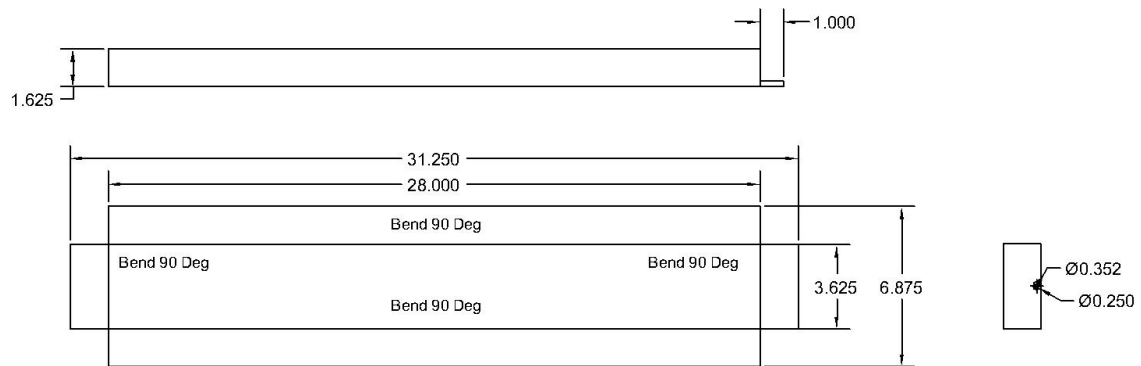 1.000
1.625
31.250
28.000
Bend 90 Deg
Bend 90 Deg
Bend 90 Deg
Bend 90 Deg
3.625
6.875
Ø0.352
Ø0.250